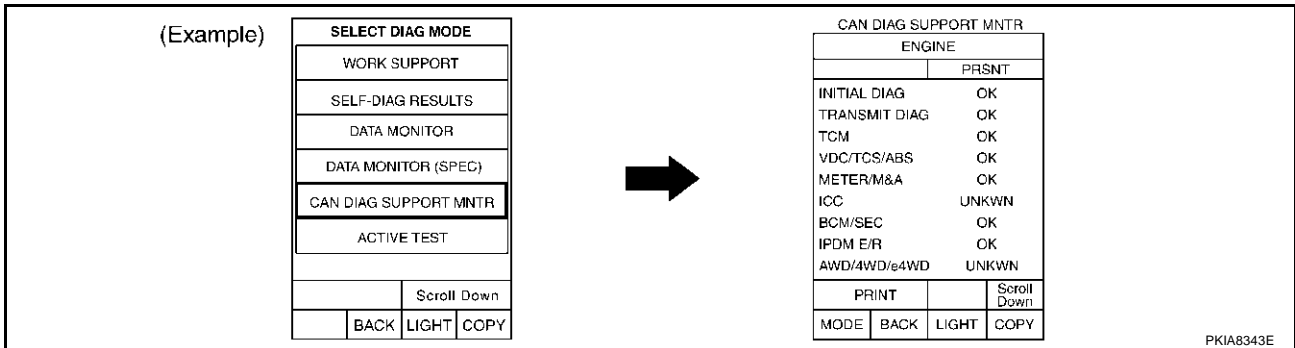 (Example)
SELECT DIAG MODE
WORK SUPPORT
SELF-DIAG RESULTS
DATA MONITOR
DATA MONITOR (SPEC)
CAN DIAG SUPPORT MNTR
ACTIVE TEST
Scroll Down
BACK LIGHT COPY
CAN DIAG SUPPORT MNTR
ENGINE
PRSNT
INITIAL DIAG OK
TRANSMIT DIAG OK
TCM OK
VDC/TCS/ABS OK
METER/M&A OK
ICC UNKWN
BCM/SEC OK
IPDM E/R OK
AWD/4WD/e4WD UNKWN
PRINT Scroll Down
MODE BACK LIGHT COPY
PKIA8343E